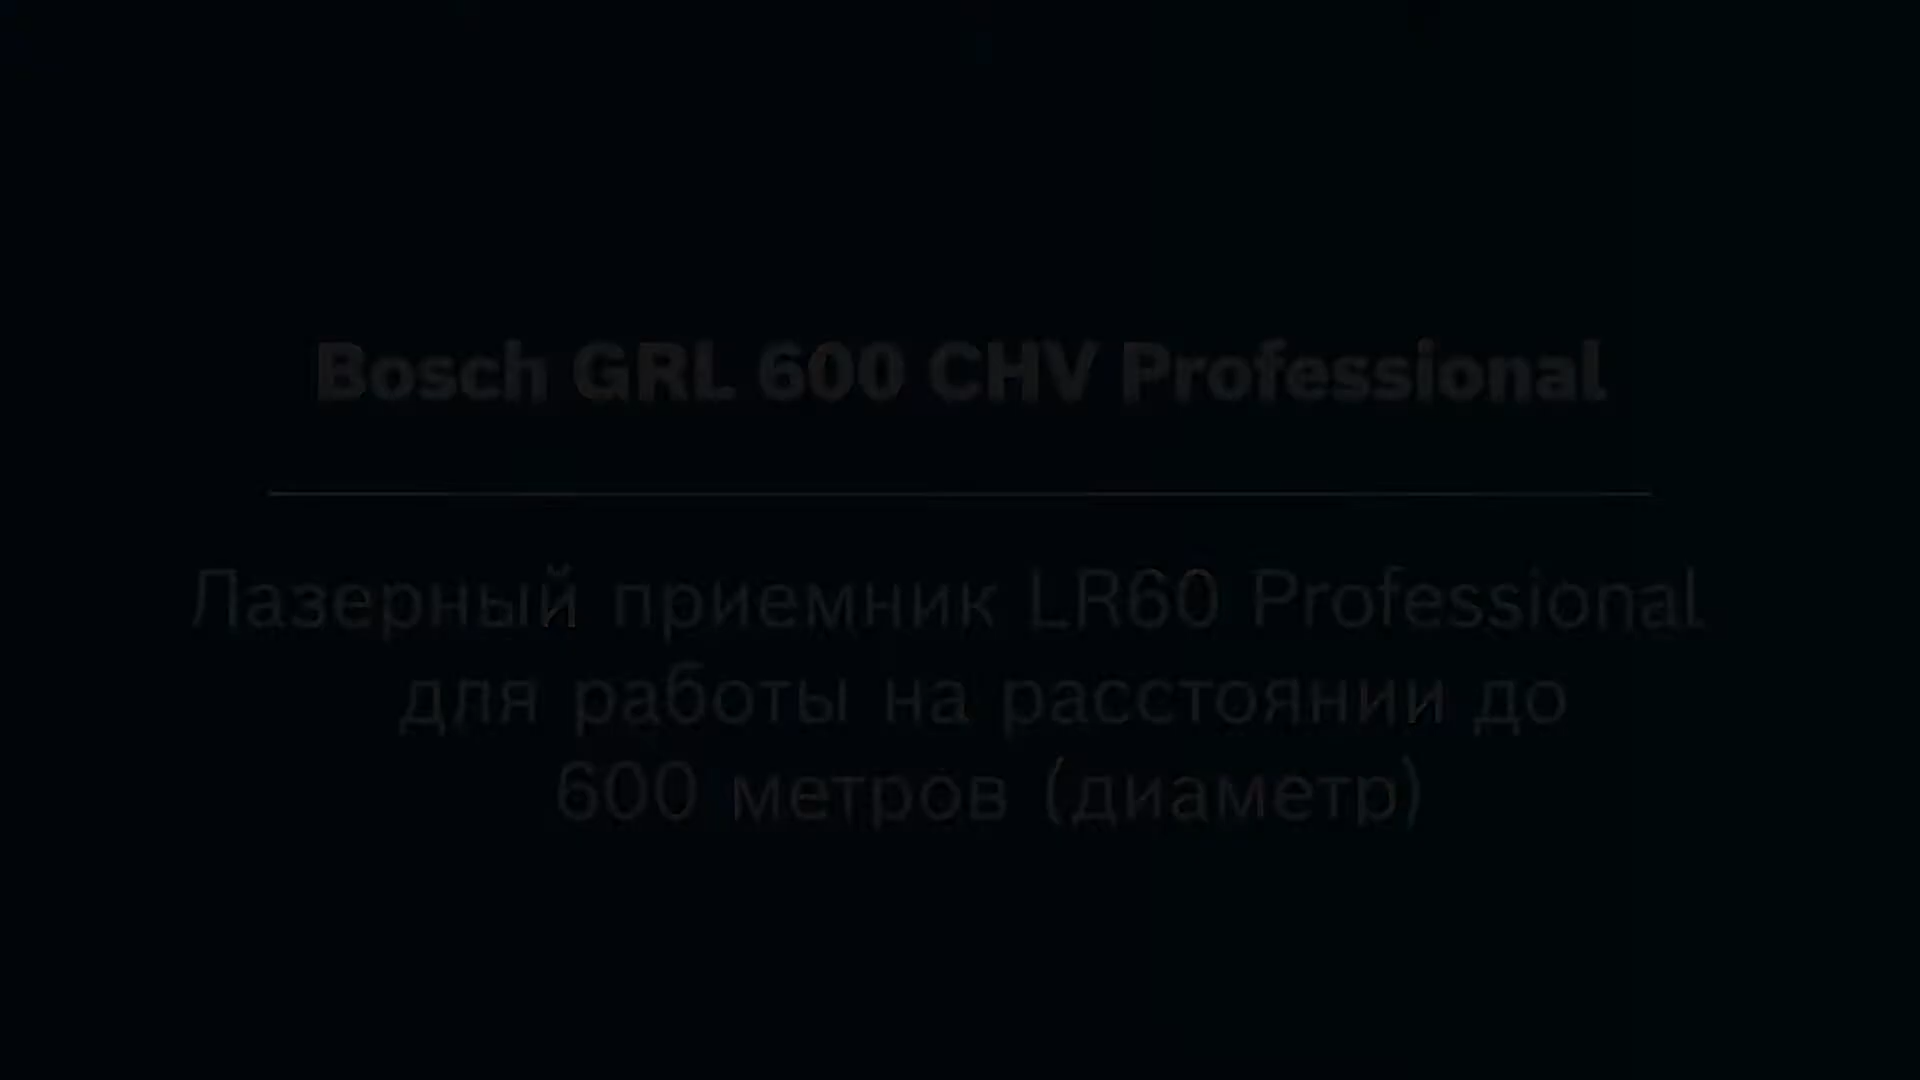 Bosch GRL 600 CHV Professional
Лазерный приемник LR60 Professional
для работы на расстоянии до
600 метров (диаметр)